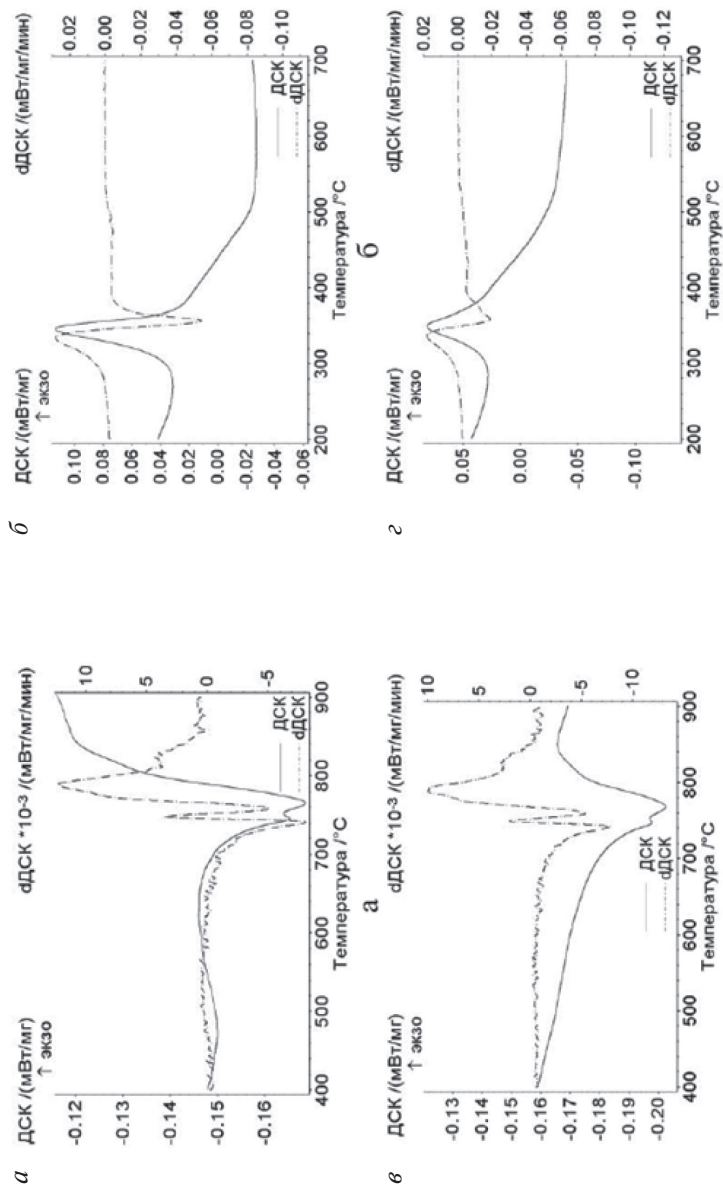 а
ДСК /(мВт/мг)
dДСК *10⁻³ /(мВт/мг/мин)
↑ экзо
-0.12
-0.13
-0.14
-0.15
-0.16
10
5
0
-5
ДСК
dДСК
400 500 600 700 800 900
Температура /°C
а
б
ДСК /(мВт/мг)
dДСК /(мВт/мг/мин)
↑ экзо
0.10
0.08
0.06
0.04
0.02
0.00
-0.02
-0.04
-0.06
0.02
0.00
-0.02
-0.04
-0.06
-0.08
-0.10
ДСК
dДСК
200 300 400 500 600 700
Температура /°C
б
в
ДСК /(мВт/мг)
dДСК *10⁻³ /(мВт/мг/мин)
↑ экзо
-0.13
-0.14
-0.15
-0.16
-0.17
-0.18
-0.19
-0.20
10
5
0
-5
-10
ДСК
dДСК
400 500 600 700 800 900
Температура /°C
г
ДСК /(мВт/мг)
dДСК /(мВт/мг/мин)
↑ экзо
0.05
0.00
-0.05
-0.10
0.02
0.00
-0.02
-0.04
-0.06
-0.08
-0.10
-0.12
ДСК
dДСК
200 300 400 500 600 700
Температура /°C